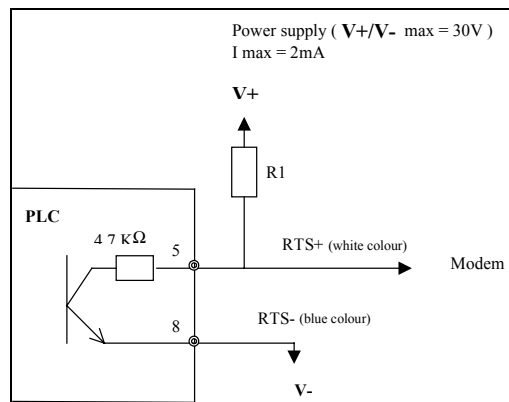 Power supply ( V+/V- max = 30V )
I max = 2mA
V+
R1
PLC
4.7 KΩ
5
RTS+ (white colour)
Modem
8
RTS- (blue colour)
V-